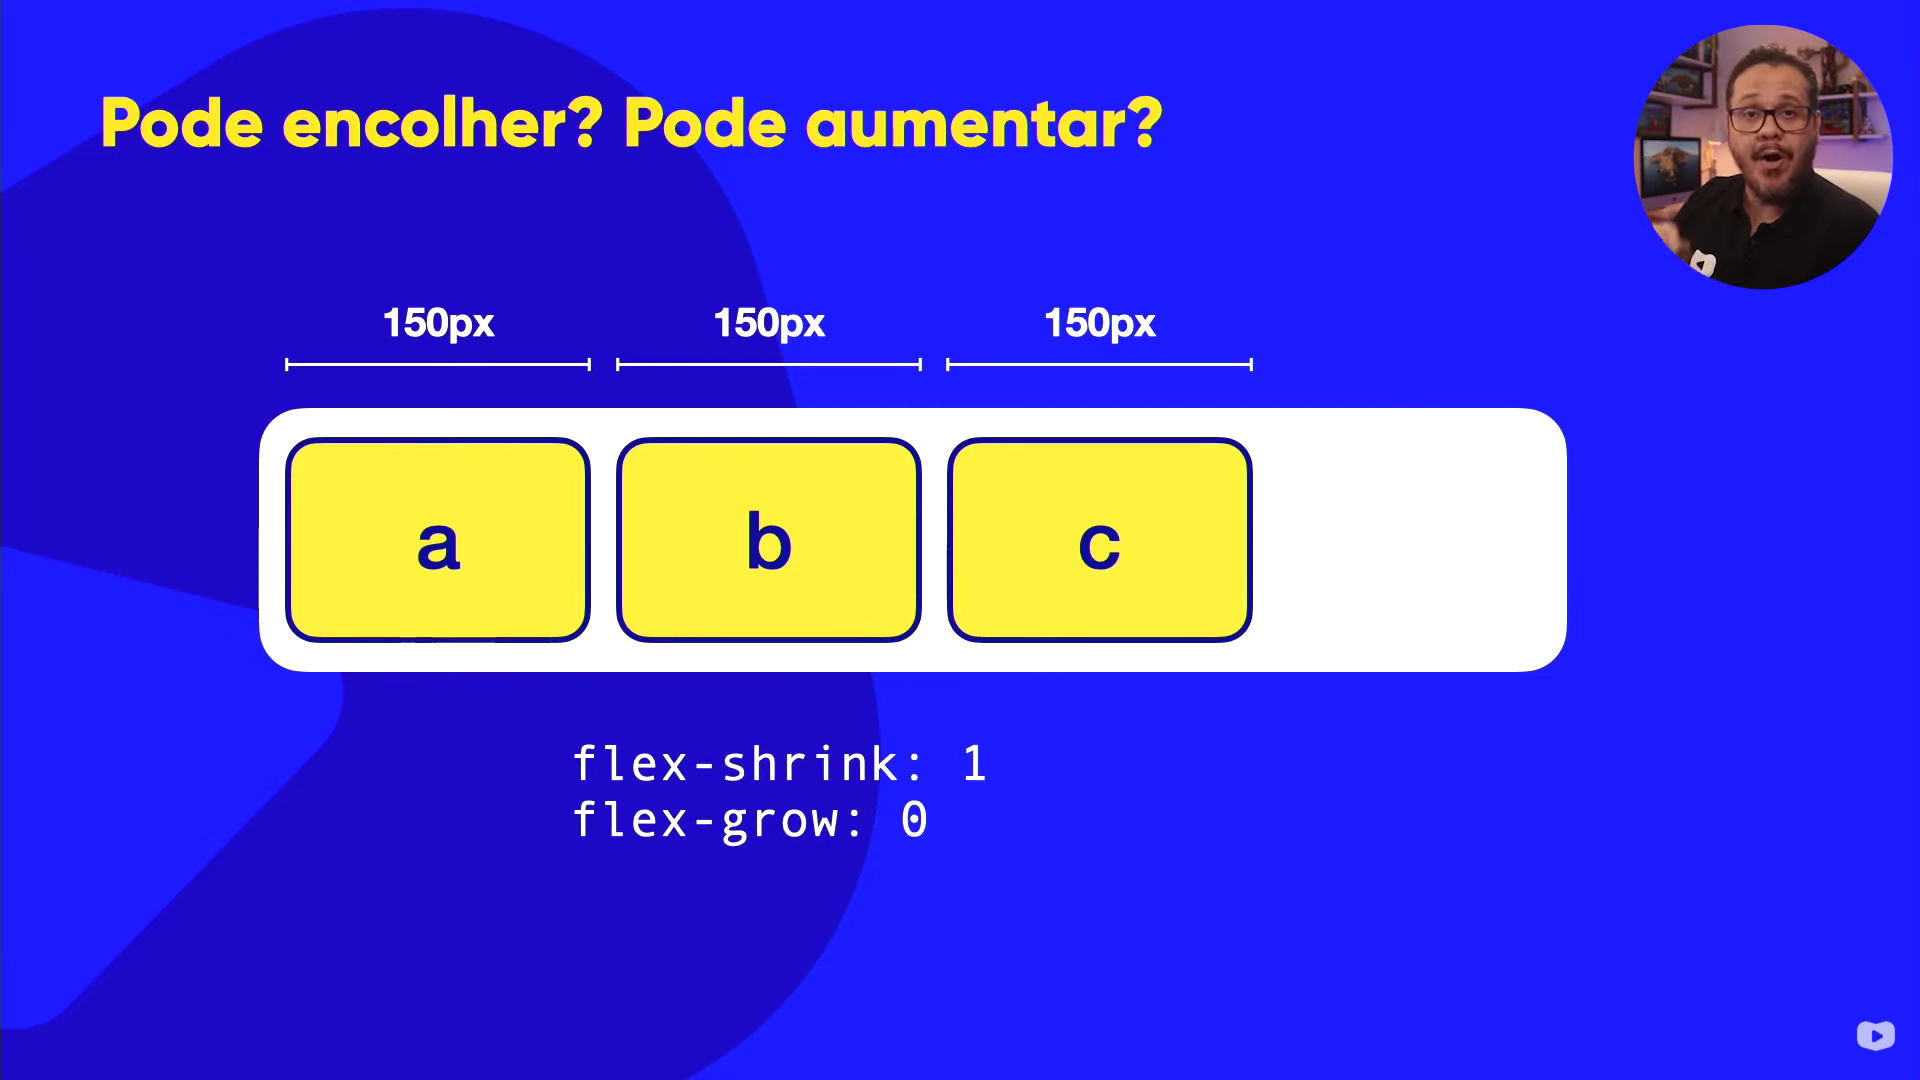 Pode encolher? Pode aumentar?
150px 150px 150px
a b c
flex-shrink: 1
flex-grow: 0